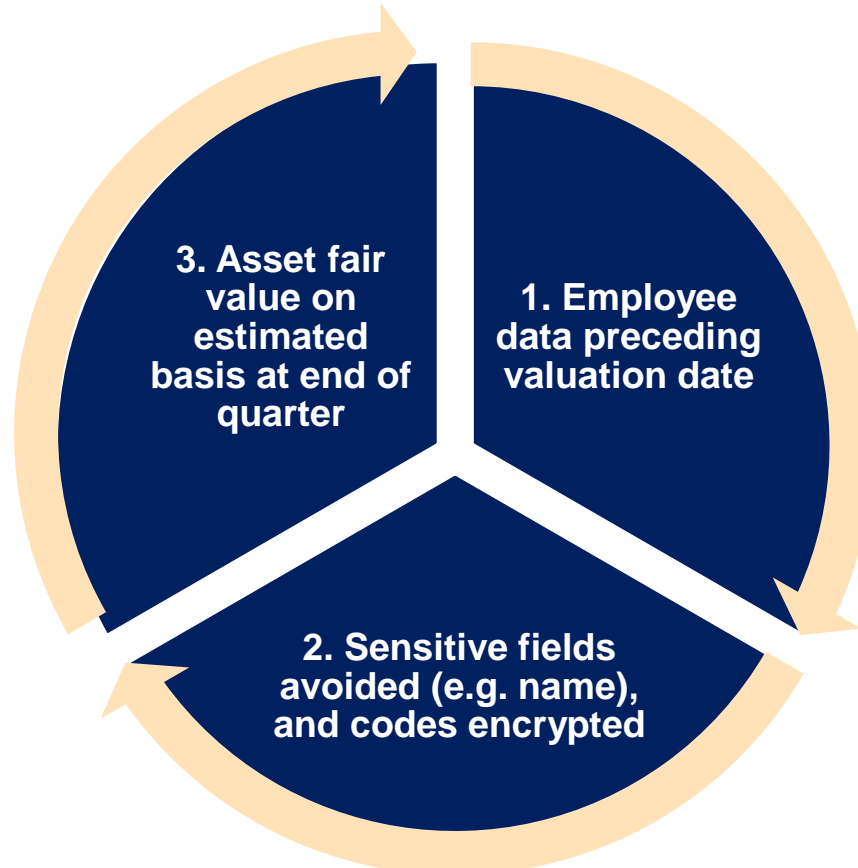 1. Employee
data preceding
valuation date
2. Sensitive fields
avoided (e.g. name),
and codes encrypted
3. Asset fair
value on
estimated
basis at end of
quarter